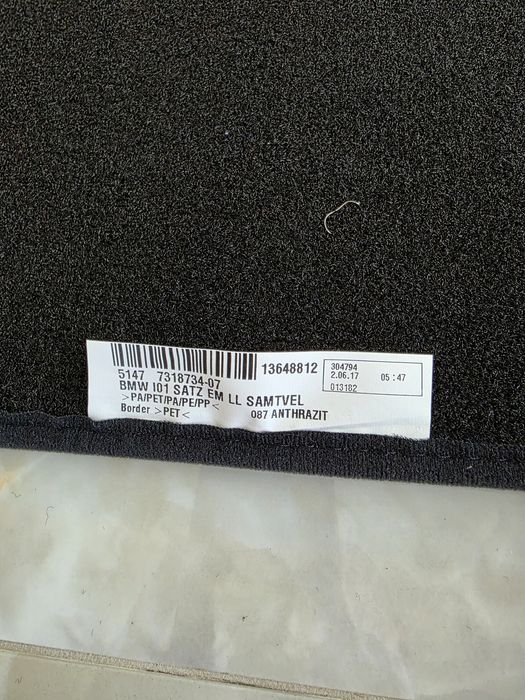 13648812
304794
2.06.17 05:47
013182
5147 7318734-07
BMW I01 SATZ EM LL SAMTVEL
>PA/PET/PA/PE/PP<
Border >PET< 087 ANTHRAZIT